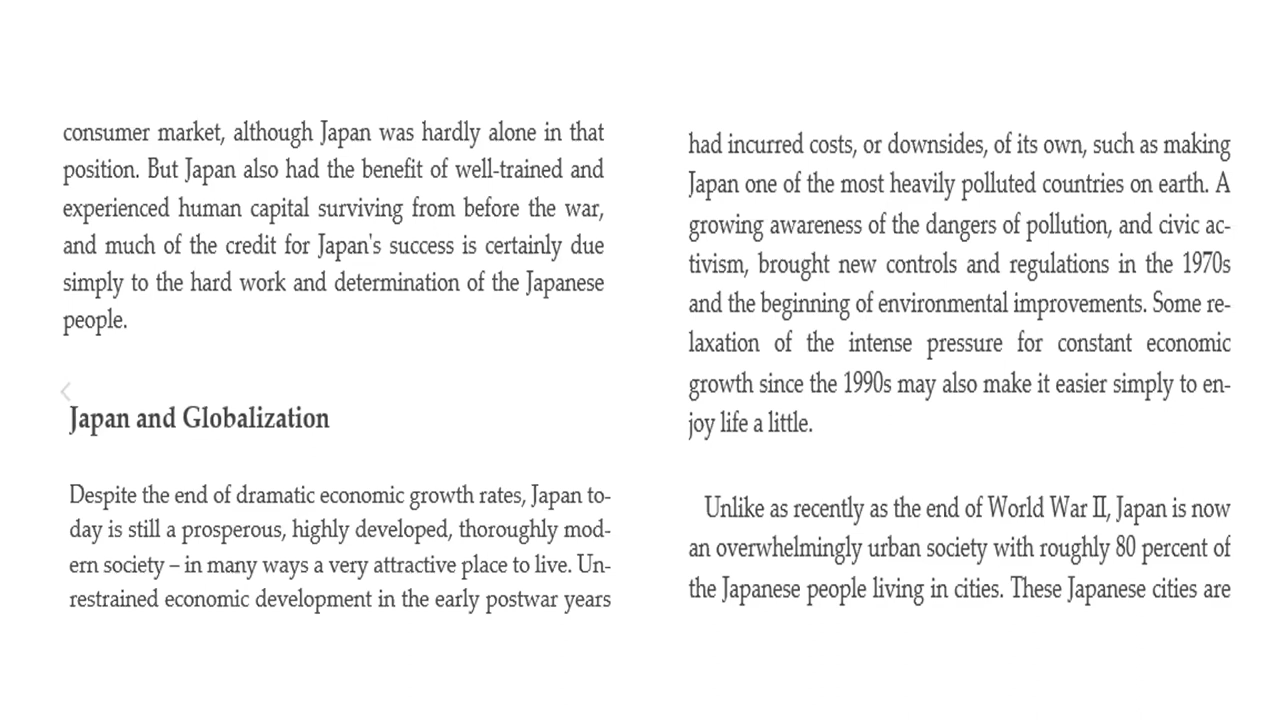 consumer market, although Japan was hardly alone in that
position. But Japan also had the benefit of well-trained and
experienced human capital surviving from before the war,
and much of the credit for Japan's success is certainly due
simply to the hard work and determination of the Japanese
people.
Japan and Globalization
Despite the end of dramatic economic growth rates, Japan to-
day is still a prosperous, highly developed, thoroughly mod-
ern society – in many ways a very attractive place to live. Un-
restrained economic development in the early postwar years
had incurred costs, or downsides, of its own, such as making
Japan one of the most heavily polluted countries on earth. A
growing awareness of the dangers of pollution, and civic ac-
tivism, brought new controls and regulations in the 1970s
and the beginning of environmental improvements. Some re-
laxation of the intense pressure for constant economic
growth since the 1990s may also make it easier simply to en-
joy life a little.
Unlike as recently as the end of World War II, Japan is now
an overwhelmingly urban society with roughly 80 percent of
the Japanese people living in cities. These Japanese cities are